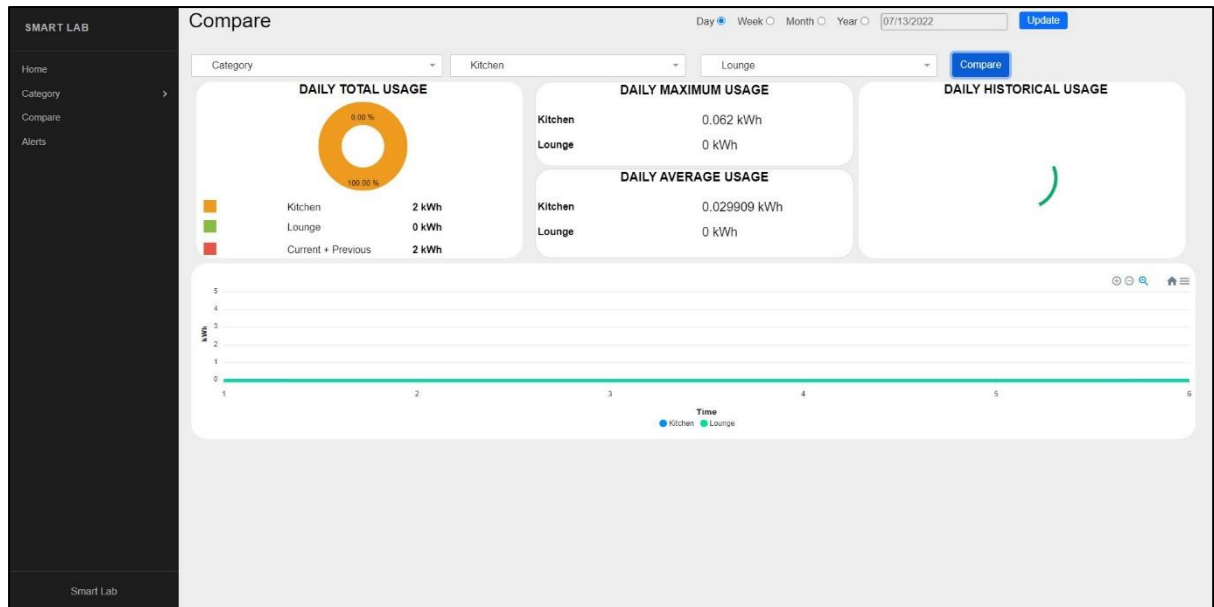 SMART LAB
Home
Category
Compare
Alerts
Smart Lab
Compare
Day Week Month Year 07/13/2022 Update
Category Kitchen Lounge Compare
DAILY TOTAL USAGE
0.00 %
100.00 %
Kitchen 2 kWh
Lounge 0 kWh
Current + Previous 2 kWh
DAILY MAXIMUM USAGE
Kitchen 0.062 kWh
Lounge 0 kWh
DAILY AVERAGE USAGE
Kitchen 0.029909 kWh
Lounge 0 kWh
DAILY HISTORICAL USAGE
kWh
5
4
3
2
1
0
1 2 3 4 5 6
Time
Kitchen Lounge